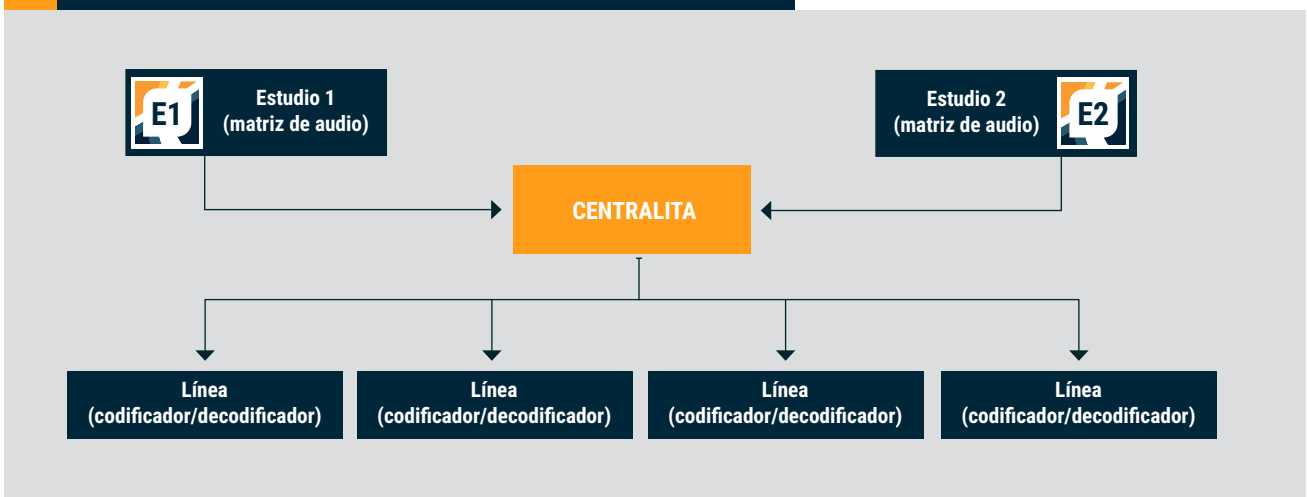 E1
Estudio 1
(matriz de audio)
Estudio 2
(matriz de audio)
E2
CENTRALITA
Línea
(codificador/decodificador)
Línea
(codificador/decodificador)
Línea
(codificador/decodificador)
Línea
(codificador/decodificador)